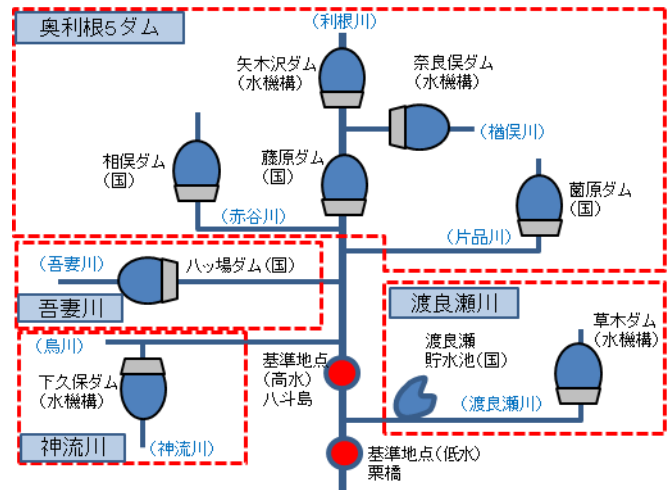 奥利根5ダム
（利根川）
矢木沢ダム
(水機構)
奈良俣ダム
(水機構)
（楢俣川）
相俣ダム
(国)
藤原ダム
(国)
薗原ダム
(国)
（赤谷川）
（片品川）
（吾妻川）
八ッ場ダム(国)
吾妻川
渡良瀬川
（烏川）
下久保ダム
(水機構)
神流川
（神流川）
基準地点
(高水)
八斗島
渡良瀬
貯水池(国)
草木ダム
(水機構)
（渡良瀬川）
基準地点(低水)
栗橋